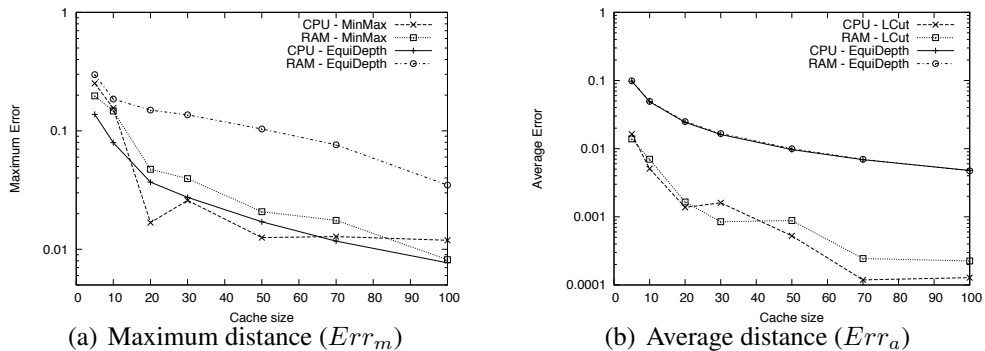 1
0.1
0.01
Maximum Error
0 10 20 30 40 50 60 70 80 90 100
Cache size
CPU - MinMax
RAM - MinMax
CPU - EquiDepth
RAM - EquiDepth
(a) Maximum distance (Err_m)
1
0.1
0.01
0.001
0.0001
Average Error
0 10 20 30 40 50 60 70 80 90 100
Cache size
CPU - LCut
RAM - LCut
CPU - EquiDepth
RAM - EquiDepth
(b) Average distance (Err_a)